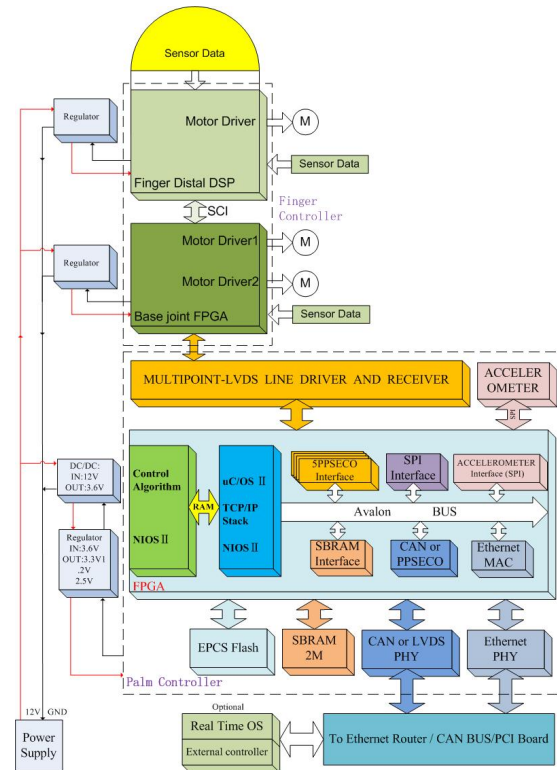 Sensor Data
Regulator
Motor Driver
M
Sensor Data
Finger Distal DSP
SCI
Finger
Controller
Regulator
Motor Driver1
M
Motor Driver2
M
Base joint FPGA
Sensor Data
MULTIPOINT-LVDS LINE DRIVER AND RECEIVER
ACCELER
OMETER
SPI
DC/DC:
IN:12V
OUT:3.6V
Regulator
IN:3.6V
OUT:3.3V1
.2V
2.5V
Control
Algorithm
NIOS II
RAM
uC/OS II
TCP/IP
Stack
NIOS II
5PPSECO
Interface
SPI
Interface
ACCELEROMETER
Interface (SPI)
Avalon BUS
SBRAM
Interface
CAN or
PPSECO
Ethernet
MAC
FPGA
EPCS Flash
SBRAM
2M
CAN or LVDS
PHY
Ethernet
PHY
Palm Controller
12V GND
Power
Supply
Optional
Real Time OS
External controller
To Ethernet Router / CAN BUS/PCI Board